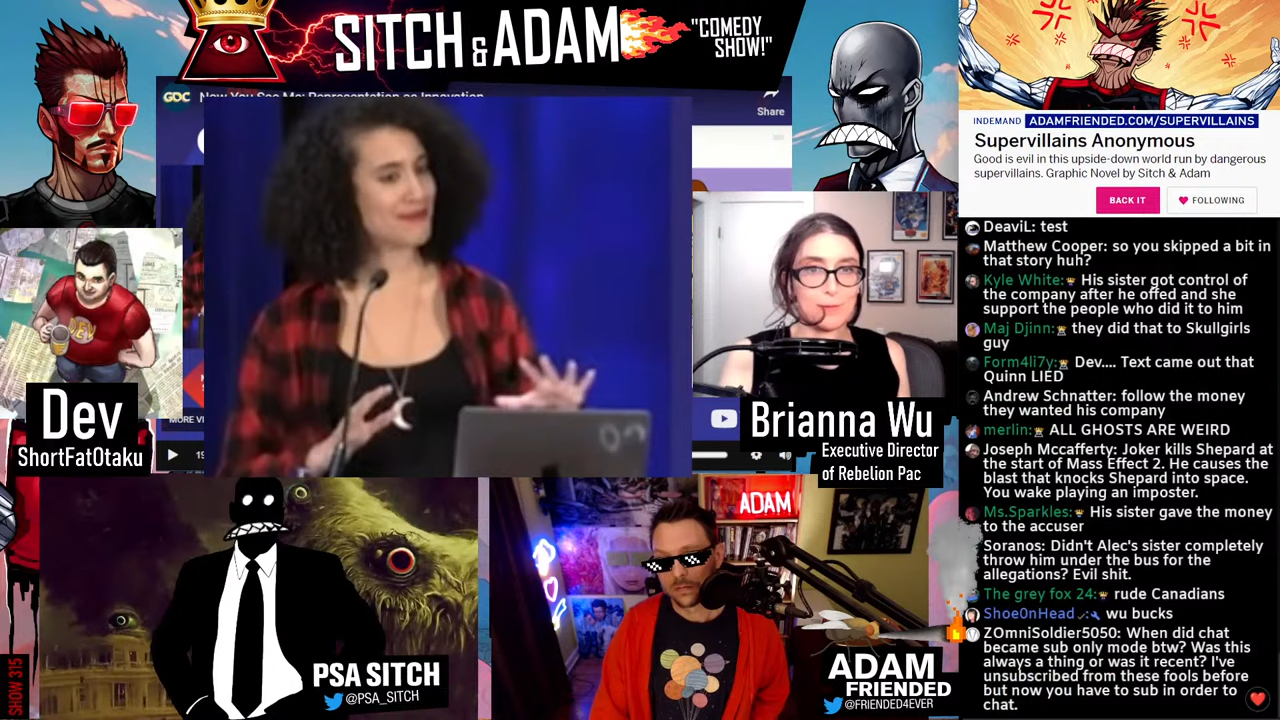 SITCH & ADAM
"COMEDY
SHOW!"
GDC Now You See Me: Representation as Innovation
Share
INDEMAND ADAMFRIENDED.COM/SUPERVILLAINS
Supervillains Anonymous
Good is evil in this upside-down world run by dangerous
supervillains. Graphic Novel by Sitch & Adam
BACK IT
FOLLOWING
DeaviL: test
Matthew Cooper: so you skipped a bit in
that story huh?
Kyle White: His sister got control of
the company after he offed and she
support the people who did it to him
Maj Djinn: they did that to Skullgirls
guy
Form4li7y: Dev.... Text came out that
Quinn LIED
Andrew Schnatter: follow the money
they wanted his company
merlin: ALL GHOSTS ARE WEIRD
Joseph Mccafferty: Joker kills Shepard at
the start of Mass Effect 2. He causes the
blast that knocks Shepard into space.
You wake playing an imposter.
Ms.Sparkles: His sister gave the money
to the accuser
Soranos: Didn't Alec's sister completely
throw him under the bus for the
allegations? Evil shit.
The grey fox 24: rude Canadians
Shoe0nHead wu bucks
ZOmniSoldier5050: When did chat
became sub only mode btw? Was this
always a thing or was it recent? I've
unsubscribed from these fools before
but now you have to sub in order to
chat.
DEV
Dev
ShortFatOtaku
MORE
Brianna Wu
Executive Director
of Rebelion Pac
ADAM
PSA SITCH
@PSA_SITCH
ADAM
FRIENDED
@FRIENDED4EVER
SHOW 315